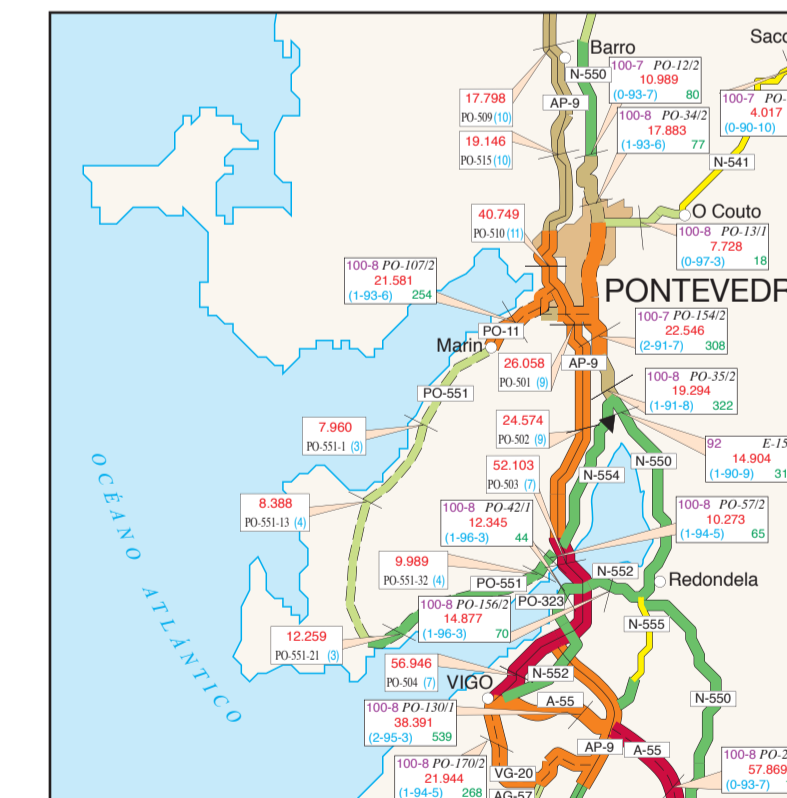 Barro
Saco
N-550
100-7 PO-12/2
10.989
(0-93-7) 80
17.798
PO-509 (10)
AP-9
100-7 PO-
4.017
(0-90-10)
100-8 PO-34/2
17.883
(1-93-6) 77
19.146
PO-515 (10)
N-541
40.749
PO-510 (11)
O Couto
100-8 PO-13/1
7.728
(0-97-3) 18
100-8 PO-107/2
21.581
(1-93-6) 254
PONTEVEDR
100-7 PO-154/2
22.546
(2-91-7) 308
PO-11
Marin
26.058
PO-501 (9)
AP-9
100-8 PO-35/2
19.294
(1-91-8) 322
PO-551
7.960
PO-551-1 (3)
24.574
PO-502 (9)
92 E-15
14.904
(1-90-9) 31
N-550
52.103
PO-503 (7)
N-554
OCÉANO ATLÁNTICO
8.388
PO-551-13 (4)
100-8 PO-42/1
12.345
(1-96-3) 44
100-8 PO-57/2
10.273
(1-94-5) 65
9.989
PO-551-32 (4)
PO-551
N-552
Redondela
PO-323
100-8 PO-156/2
14.877
(1-96-3) 70
N-555
12.259
PO-551-21 (3)
56.946
PO-504 (7)
N-552
VIGO
A-55
N-550
100-8 PO-130/1
38.391
(2-95-3) 539
AP-9
A-55
100-8 PO-2
57.869
(0-93-7)
100-8 PO-170/2
21.944
(1-94-5) 268
VG-20
AG-57